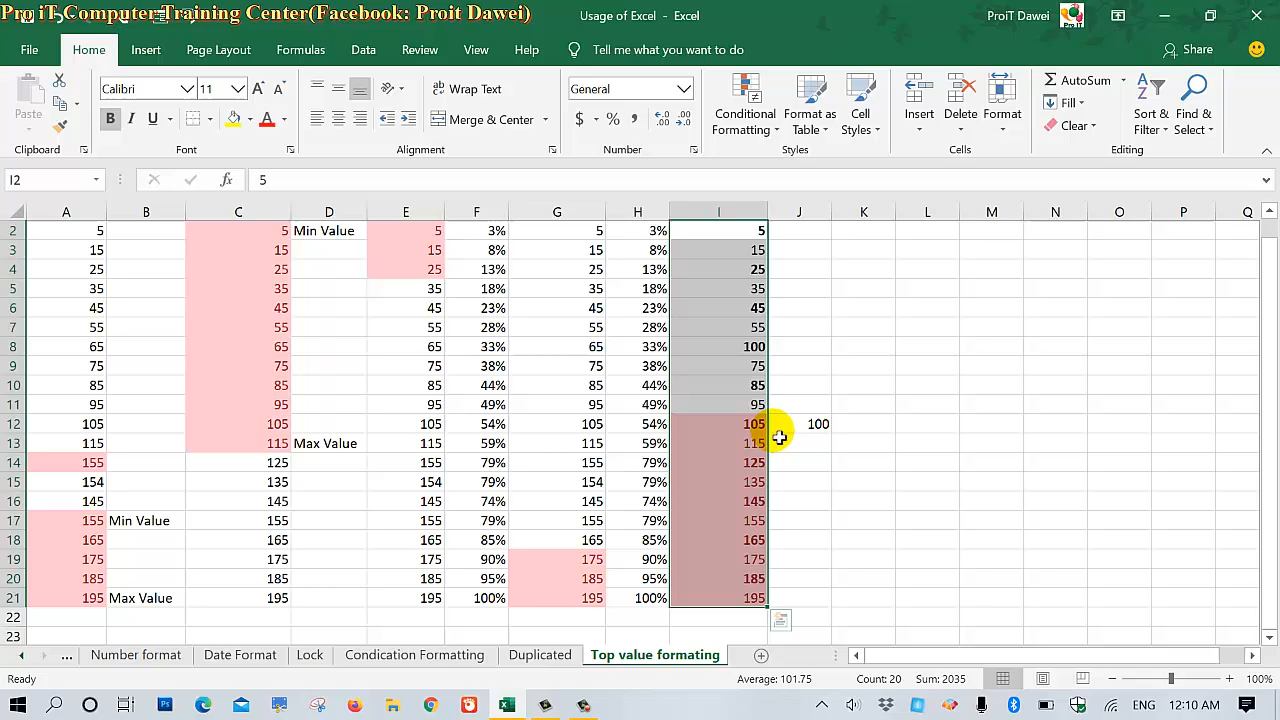 Pro iT Computer Training Center(Facebook: Proit Dawei)
Usage of Excel - Excel
ProiT Dawei
Pro IT
File Home Insert Page Layout Formulas Data Review View Help Tell me what you want to do Share
Calibri 11 Wrap Text General AutoSum
Paste Merge & Center Conditional Formatting Format as Table Cell Styles Insert Delete Format Fill Clear Sort & Filter Find & Select
Clipboard Font Alignment Number Styles Cells Editing
I2 fx 5
A B C D E F G H I J K L M N O P Q
2 5 5 Min Value 5 3% 5 3% 5
3 15 15 15 8% 15 8% 15
4 25 25 25 13% 25 13% 25
5 35 35 35 18% 35 18% 35
6 45 45 45 23% 45 23% 45
7 55 55 55 28% 55 28% 55
8 65 65 65 33% 65 33% 100
9 75 75 75 38% 75 38% 75
10 85 85 85 44% 85 44% 85
11 95 95 95 49% 95 49% 95
12 105 105 105 54% 105 54% 105 100
13 115 115 Max Value 115 59% 115 59% 115
14 155 125 155 79% 155 79% 125
15 154 135 154 79% 154 79% 135
16 145 145 145 74% 145 74% 145
17 155 Min Value 155 155 79% 155 79% 155
18 165 165 165 85% 165 85% 165
19 175 175 175 90% 175 90% 175
20 185 185 185 95% 185 95% 185
21 195 Max Value 195 195 100% 195 100% 195
22
23
... Number format Date Format Lock Condication Formatting Duplicated Top value formating
Ready Average: 101.75 Count: 20 Sum: 2035 100%
ENG 12:10 AM